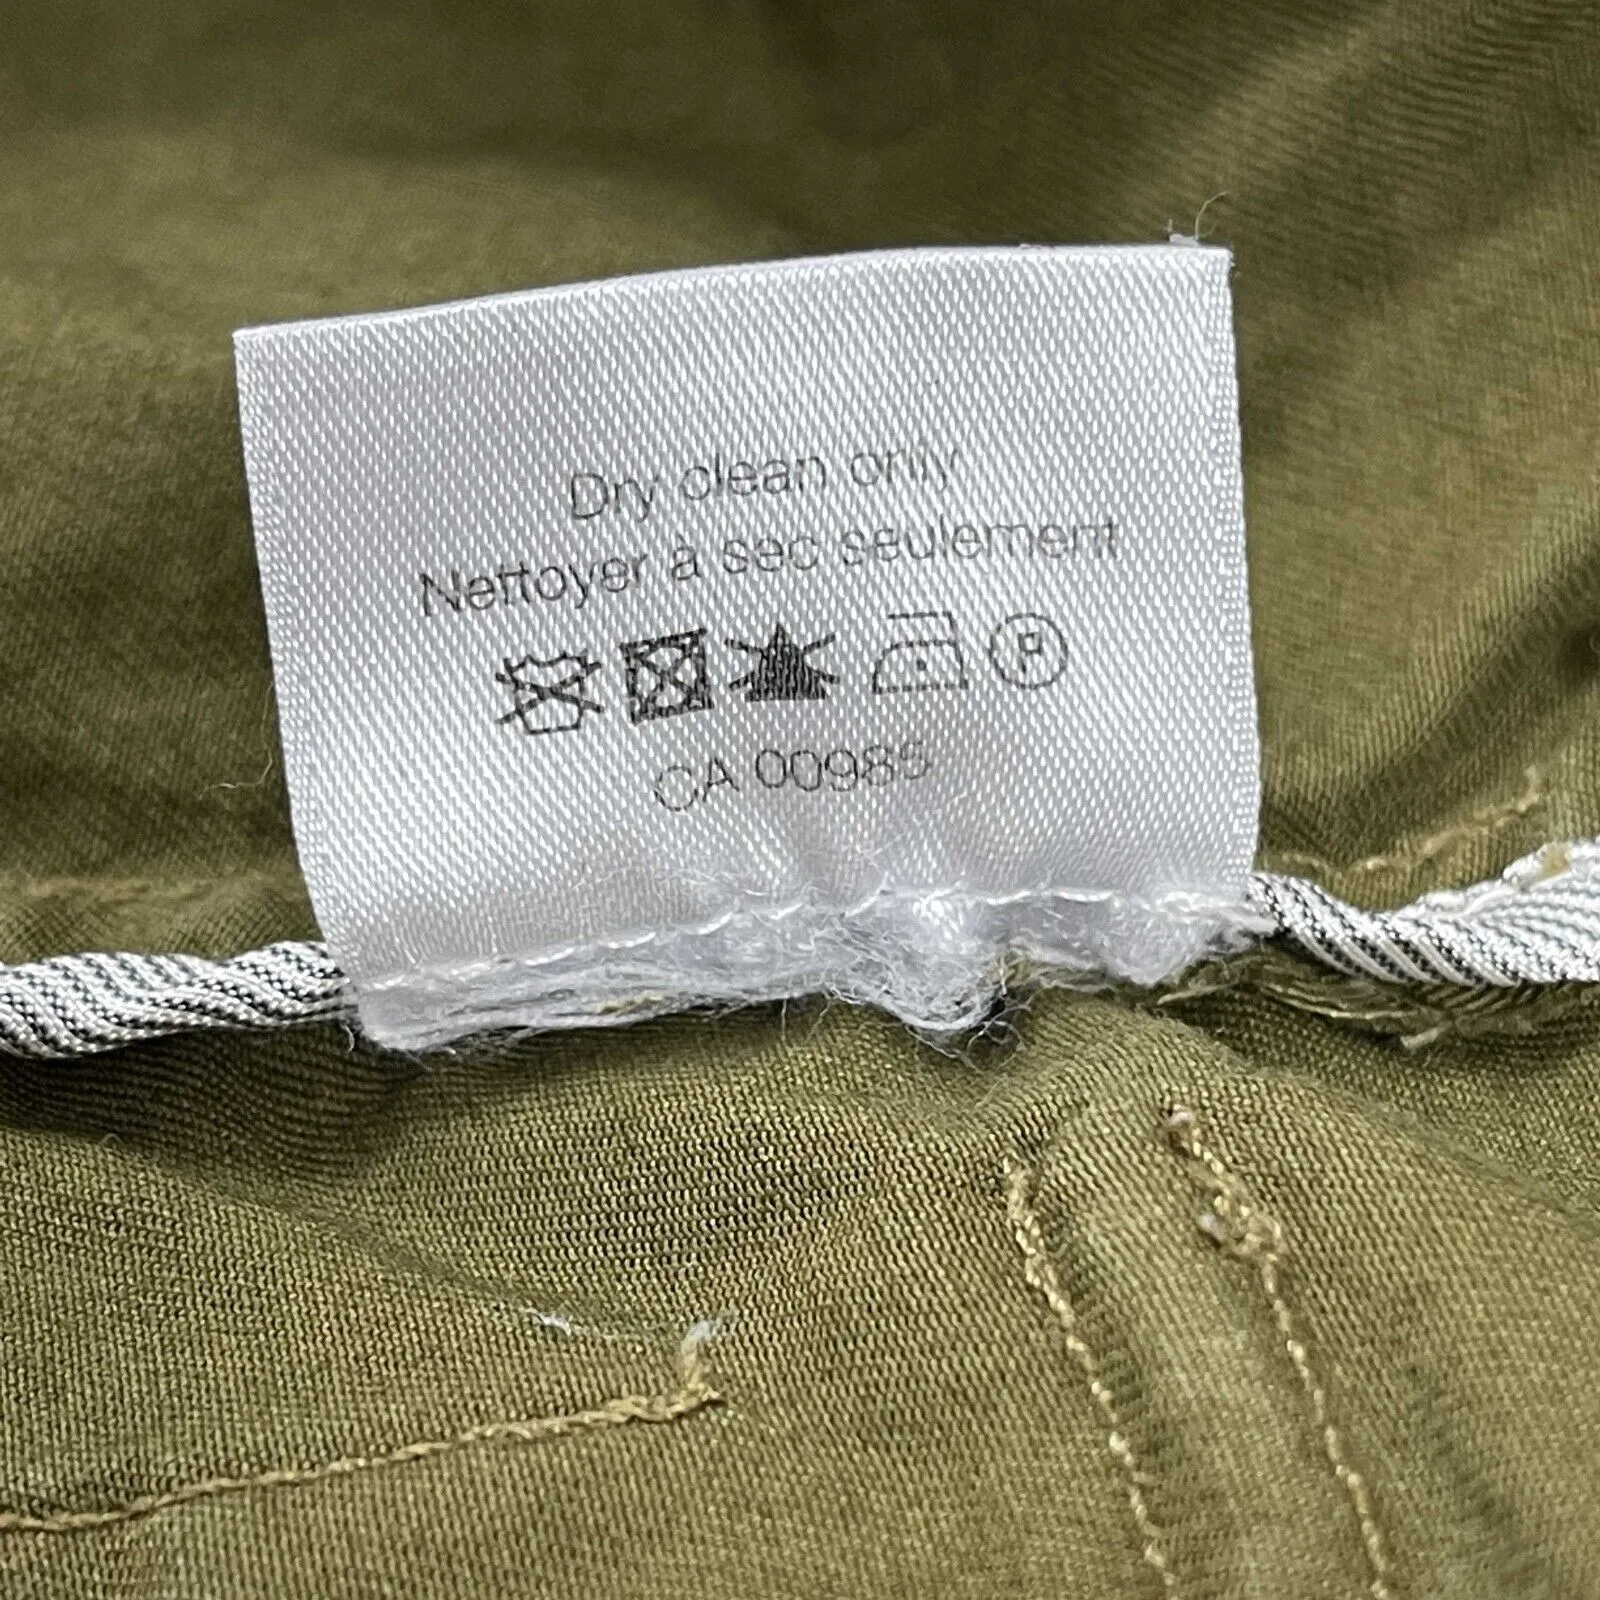 Dry clean only
Nettoyer à sec seulement
P
CA 00985